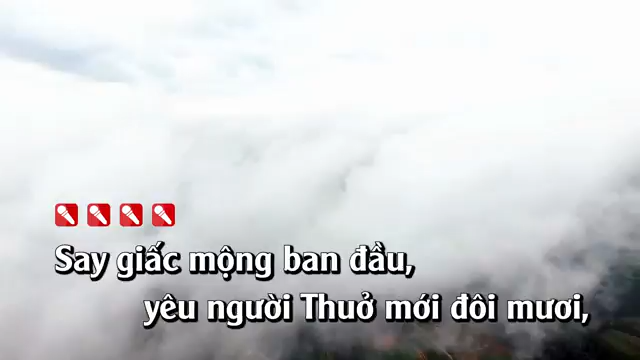 Say giấc mộng ban đầu,
yêu người Thuở mới đôi mươi,